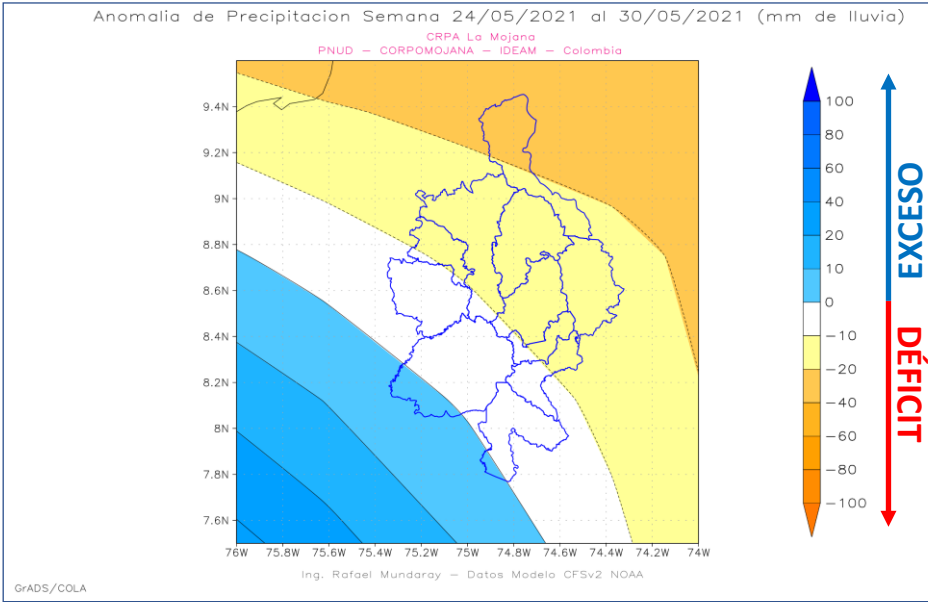 Anomalia de Precipitacion Semana 24/05/2021 al 30/05/2021 (mm de lluvia)
CRPA La Mojana
PNUD – CORPOMOJANA – IDEAM – Colombia
9.4N
9.2N
9N
8.8N
8.6N
8.4N
8.2N
8N
7.8N
7.6N
76W 75.8W 75.6W 75.4W 75.2W 75W 74.8W 74.6W 74.4W 74.2W 74W
100
80
60
40
20
10
0
−10
−20
−40
−60
−80
−100
EXCESO
DÉFICIT
Ing. Rafael Mundaray – Datos Modelo CFSv2 NOAA
GrADS/COLA